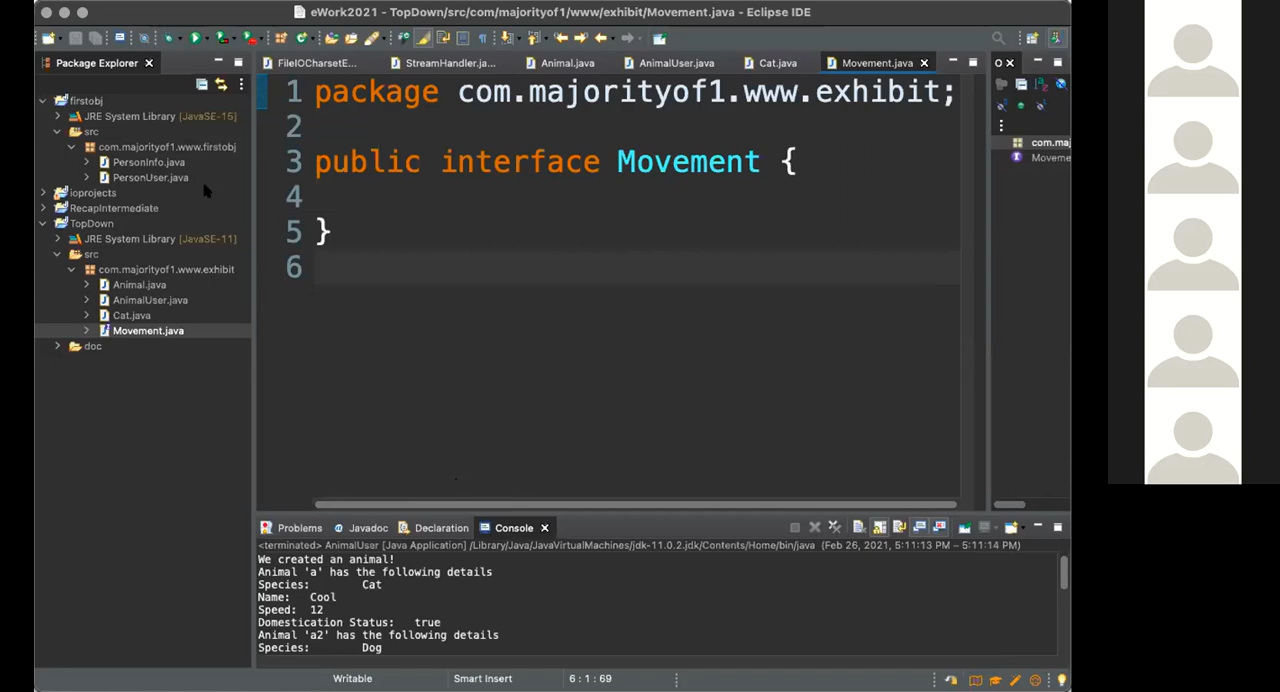 eWork2021 - TopDown/src/com/majorityof1/www/exhibit/Movement.java - Eclipse IDE
Package Explorer
firstobj
JRE System Library [JavaSE-15]
src
com.majorityof1.www.firstobj
PersonInfo.java
PersonUser.java
ioprojects
RecapIntermediate
TopDown
JRE System Library [JavaSE-11]
src
com.majorityof1.www.exhibit
Animal.java
AnimalUser.java
Cat.java
Movement.java
doc
FileIOCharsetE... StreamHandler.ja... Animal.java AnimalUser.java Cat.java Movement.java
1 package com.majorityof1.www.exhibit;
2
3 public interface Movement {
4
5 }
6
com.maj
Moveme
Problems Javadoc Declaration Console
<terminated> AnimalUser [Java Application] /Library/Java/JavaVirtualMachines/jdk-11.0.2.jdk/Contents/Home/bin/java (Feb 26, 2021, 5:11:13 PM – 5:11:14 PM)
We created an animal!
Animal 'a' has the following details
Species: Cat
Name: Cool
Speed: 12
Domestication Status: true
Animal 'a2' has the following details
Species: Dog
Writable Smart Insert 6 : 1 : 69